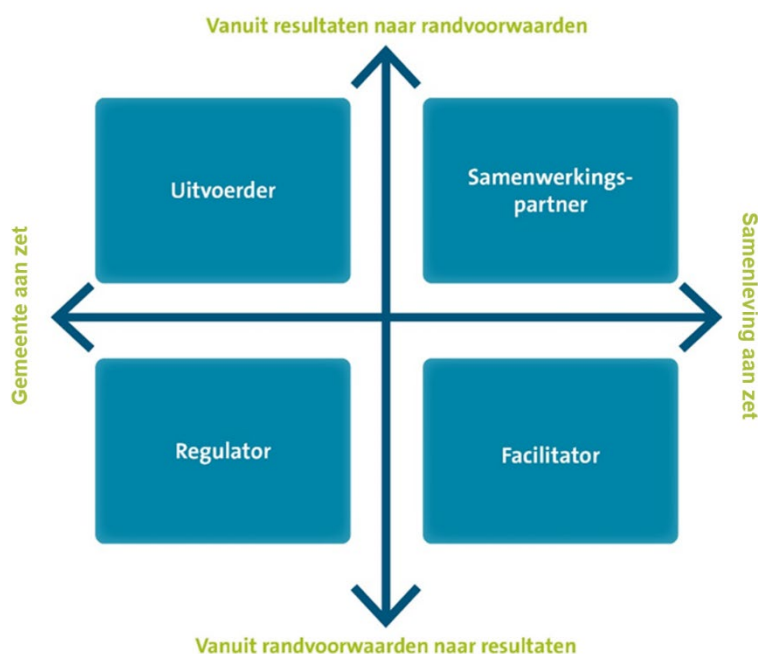 Vanuit resultaten naar randvoorwaarden
Uitvoerder
Samenwerkings-
partner
Gemeente aan zet
Samenleving aan zet
Regulator
Facilitator
Vanuit randvoorwaarden naar resultaten